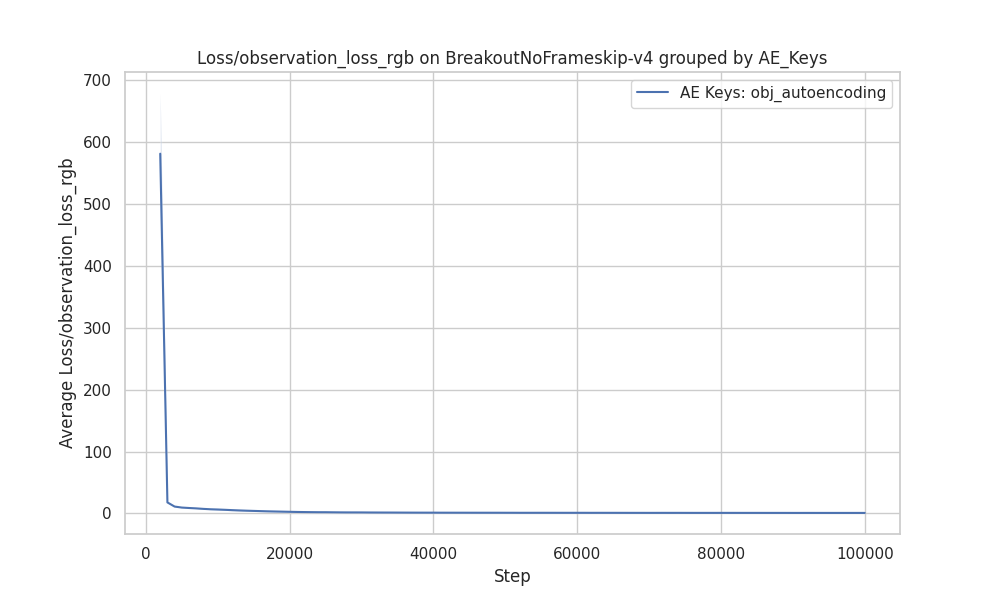 Loss/observation_loss_rgb on BreakoutNoFrameskip-v4 grouped by AE_Keys
AE Keys: obj_autoencoding
Average Loss/observation_loss_rgb
700
600
500
400
300
200
100
0
0 20000 40000 60000 80000 100000
Step